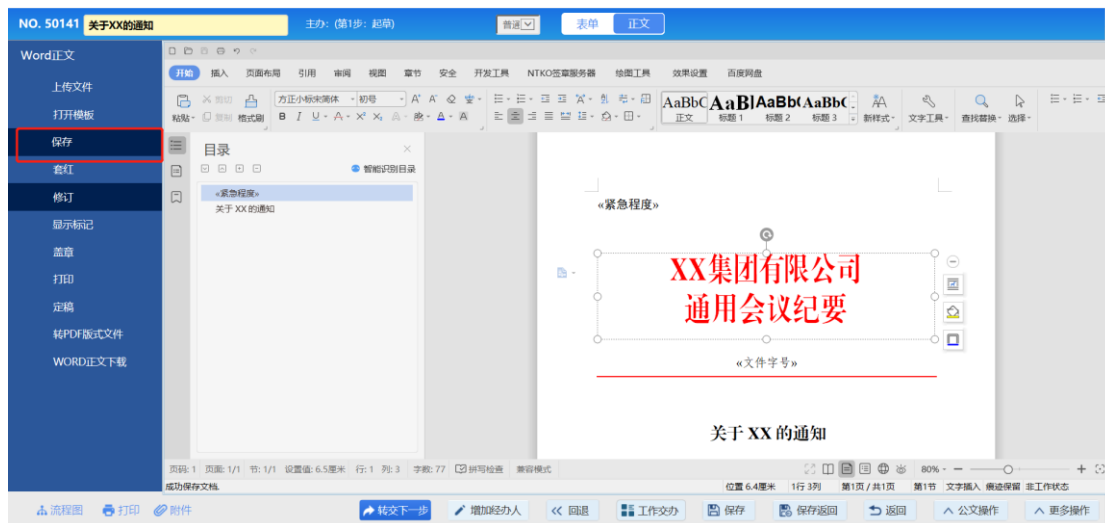 NO. 50141 关于XX的通知 主办: (第1步: 起草) 普通 表单 正文
Word正文
上传文件
打开模板
保存
套红
修订
显示标记
盖章
打印
定稿
转PDF版式文件
WORD正文下载
开始 插入 页面布局 引用 审阅 视图 章节 安全 开发工具 NTKO签章服务器 绘图工具 效果设置 百度网盘
剪切 方正小标宋简体 初号 AaBbC AaBl AaBb( AaBbC
粘贴 复制 格式刷 B I U 正文 标题 1 标题 2 标题 3 新样式 文字工具 查找替换 选择
目录
智能识别目录
«紧急程度»
关于 XX 的通知
«紧急程度»
XX集团有限公司
通用会议纪要
«文件字号»
关于 XX 的通知
页码: 1 页面: 1/1 节: 1/1 设置值: 6.5厘米 行: 1 列: 3 字数: 77 拼写检查 兼容模式 80%
成功保存文档. 位置 6.4厘米 1行 3列 第1页 / 共1页 第1节 文字插入 痕迹保留 非工作状态
流程图 打印 附件 转交下一步 增加经办人 回退 工作交办 保存 保存返回 返回 公文操作 更多操作